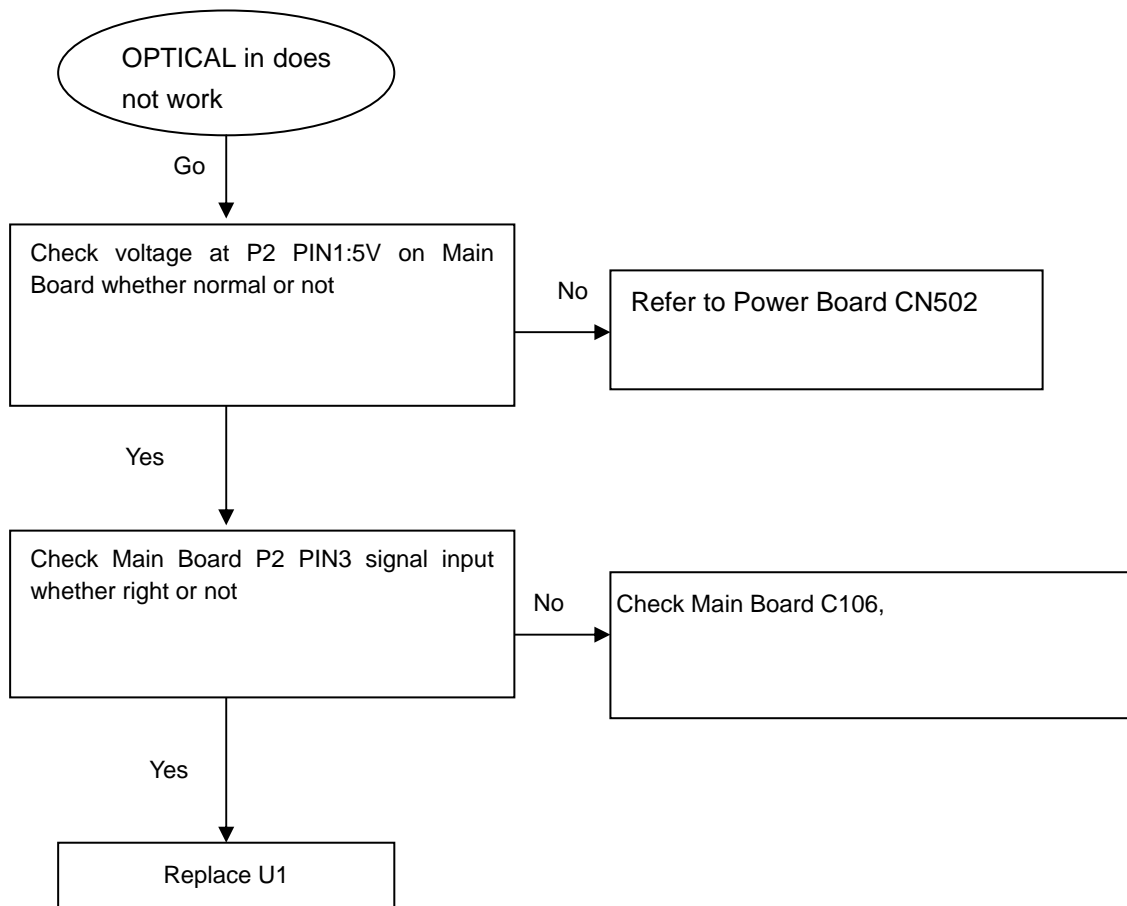 OPTICAL in does
not work
Go
Check voltage at P2 PIN1:5V on Main
Board whether normal or not
No
Refer to Power Board CN502
Yes
Check Main Board P2 PIN3 signal input
whether right or not
No
Check Main Board C106,
Yes
Replace U1